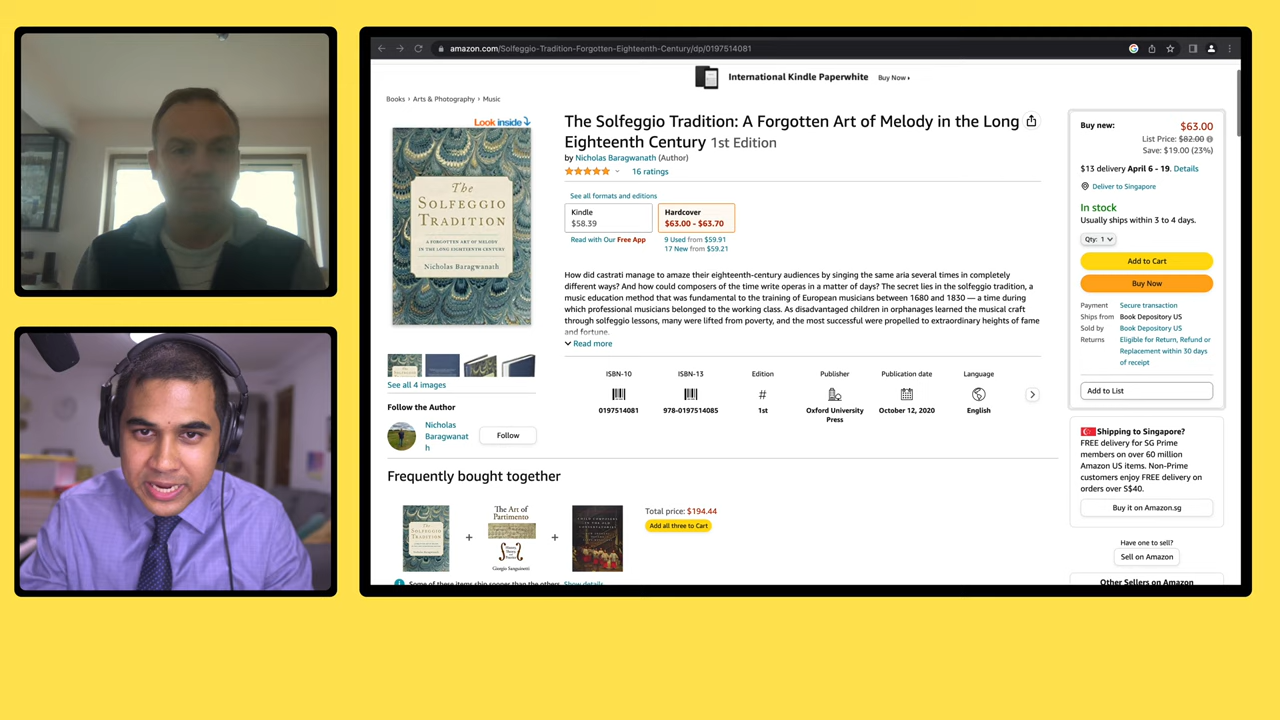 amazon.com/Solfeggio-Tradition-Forgotten-Eighteenth-Century/dp/0197514081
International Kindle Paperwhite
Buy Now
Books › Arts & Photography › Music
Look inside
The
SOLFEGGIO
TRADITION
A FORGOTTEN ART OF MELODY
IN THE LONG EIGHTEENTH CENTURY
Nicholas Baragwanath
See all 4 images
Follow the Author
Nicholas
Baragwanat
h
Follow
The Solfeggio Tradition: A Forgotten Art of Melody in the Long
Eighteenth Century 1st Edition
by Nicholas Baragwanath (Author)
16 ratings
See all formats and editions
Kindle
$58.39
Read with Our Free App
Hardcover
$63.00 - $63.70
9 Used from $59.91
17 New from $59.21
How did castrati manage to amaze their eighteenth-century audiences by singing the same aria several times in completely
different ways? And how could composers of the time write operas in a matter of days? The secret lies in the solfeggio tradition, a
music education method that was fundamental to the training of European musicians between 1680 and 1830 — a time during
which professional musicians belonged to the working class. As disadvantaged children in orphanages learned the musical craft
through solfeggio lessons, many were lifted from poverty, and the most successful were propelled to extraordinary heights of fame
and fortune.
Read more
ISBN-10
0197514081
ISBN-13
978-0197514085
Edition
#
1st
Publisher
Oxford University
Press
Publication date
October 12, 2020
Language
English
Frequently bought together
The
SOLFEGGIO
TRADITION
+
The Art of
Partimento
Giorgio Sanguinetti
+
Total price: $194.44
Add all three to Cart
Some of these items ship sooner than the others. Show details
Buy new:
$63.00
List Price: $82.00
Save: $19.00 (23%)
$13 delivery April 6 - 19. Details
Deliver to Singapore
In stock
Usually ships within 3 to 4 days.
Qty: 1
Add to Cart
Buy Now
Payment Secure transaction
Ships from Book Depository US
Sold by Book Depository US
Returns Eligible for Return, Refund or
Replacement within 30 days
of receipt
Add to List
Shipping to Singapore?
FREE delivery for SG Prime
members on over 60 million
Amazon US items. Non-Prime
customers enjoy FREE delivery on
orders over S$40.
Buy it on Amazon.sg
Have one to sell?
Sell on Amazon
Other Sellers on Amazon